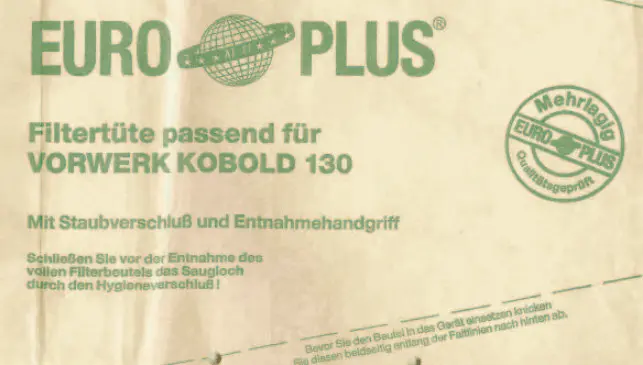 EURO PLUS®
Filtertüte passend für
VORWERK KOBOLD 130
Mehrlagig
EURO PLUS
Qualitätsgeprüft
Mit Staubverschluß und Entnahmehandgriff
Schließen Sie vor der Entnahme des
vollen Filterbeutels das Saugloch
durch den Hygieneverschluß!
Bevor Sie den Beutel in das Gerät einsetzen knicken
Sie diesen beidseitig entlang der Faltlinien nach hinten ab.